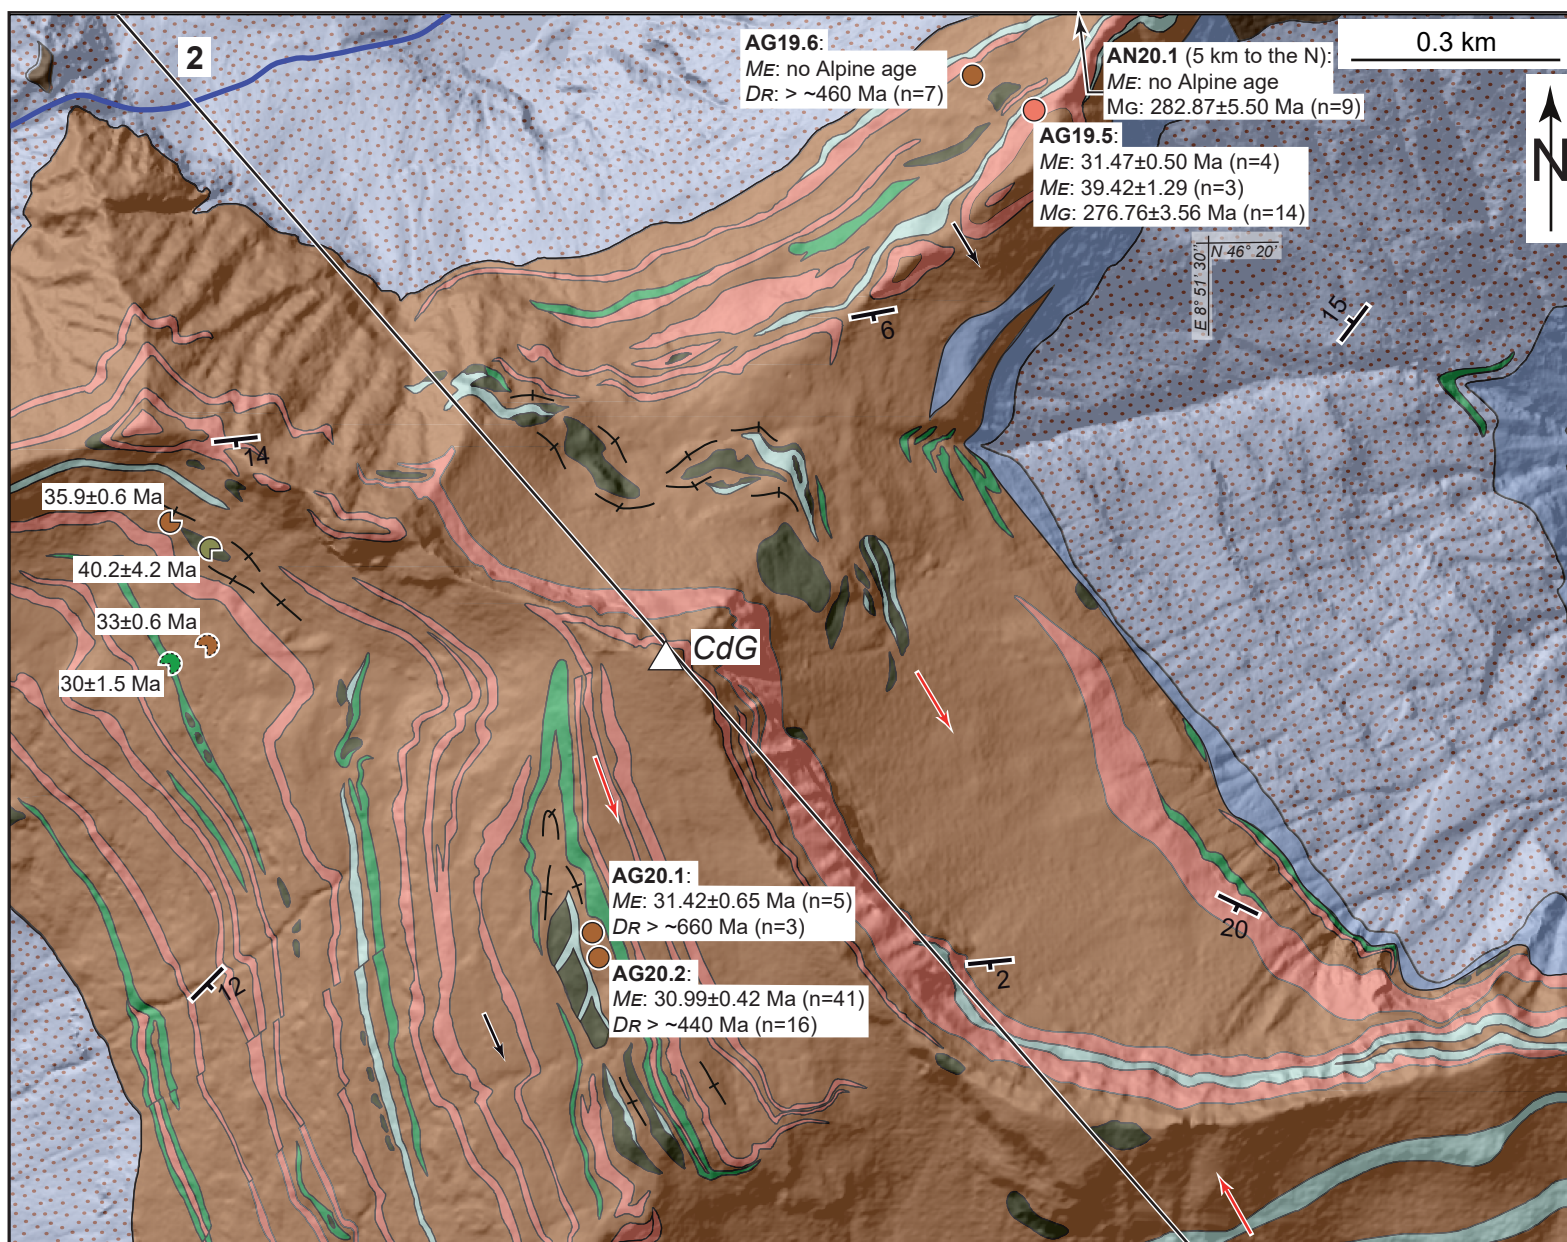 2
AG19.6:
ME: no Alpine age
DR: > ~460 Ma (n=7)
AN20.1 (5 km to the N):
ME: no Alpine age
MG: 282.87±5.50 Ma (n=9)
0.3 km
N
AG19.5:
ME: 31.47±0.50 Ma (n=4)
ME: 39.42±1.29 (n=3)
MG: 276.76±3.56 Ma (n=14)
N 46° 20'
E 8° 51' 30''
15
6
14
35.9±0.6 Ma
40.2±4.2 Ma
33±0.6 Ma
30±1.5 Ma
CdG
AG20.1:
ME: 31.42±0.65 Ma (n=5)
DR > ~660 Ma (n=3)
20
AG20.2:
ME: 30.99±0.42 Ma (n=41)
DR > ~440 Ma (n=16)
2
12